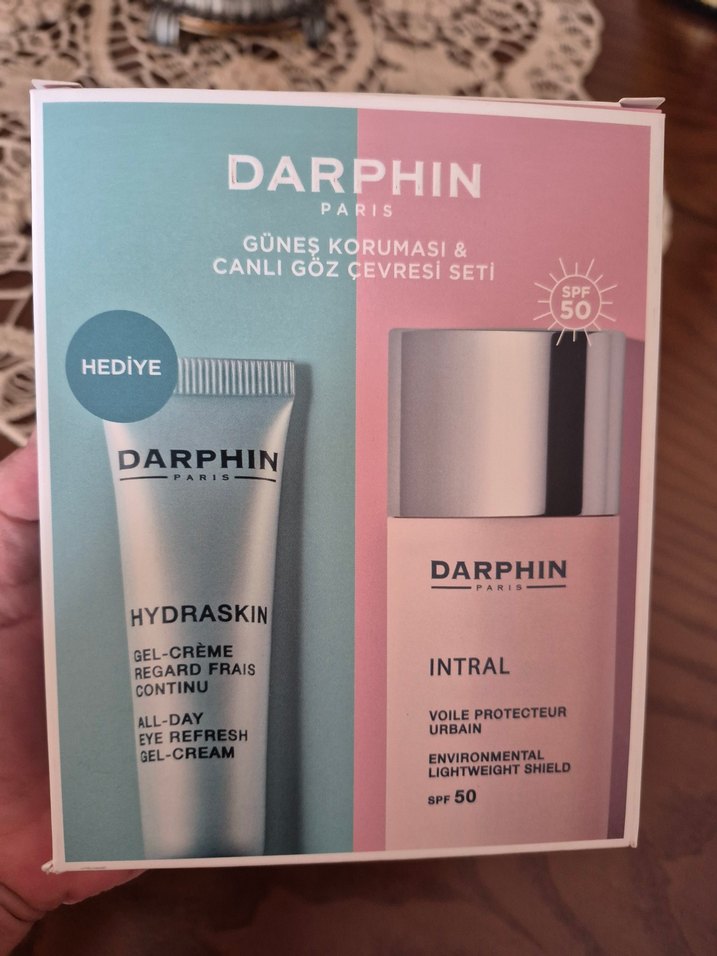 DARPHIN
PARIS
GÜNEŞ KORUMASI &
CANLI GÖZ ÇEVRESİ SETİ
SPF
50
HEDİYE
DARPHIN
PARIS
HYDRASKIN
GEL-CRÈME
REGARD FRAIS
CONTINU
ALL-DAY
EYE REFRESH
GEL-CREAM
DARPHIN
PARIS
INTRAL
VOILE PROTECTEUR
URBAIN
ENVIRONMENTAL
LIGHTWEIGHT SHIELD
SPF 50